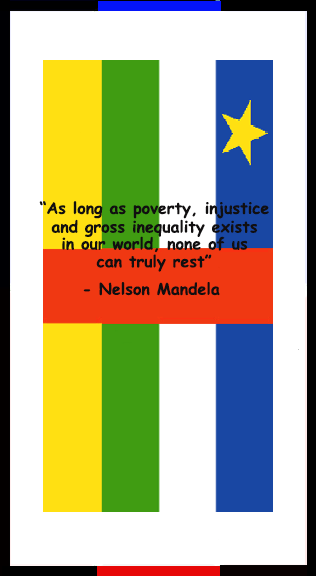 “As long as poverty, injustice
and gross inequality exists
in our world, none of us
can truly rest”
- Nelson Mandela